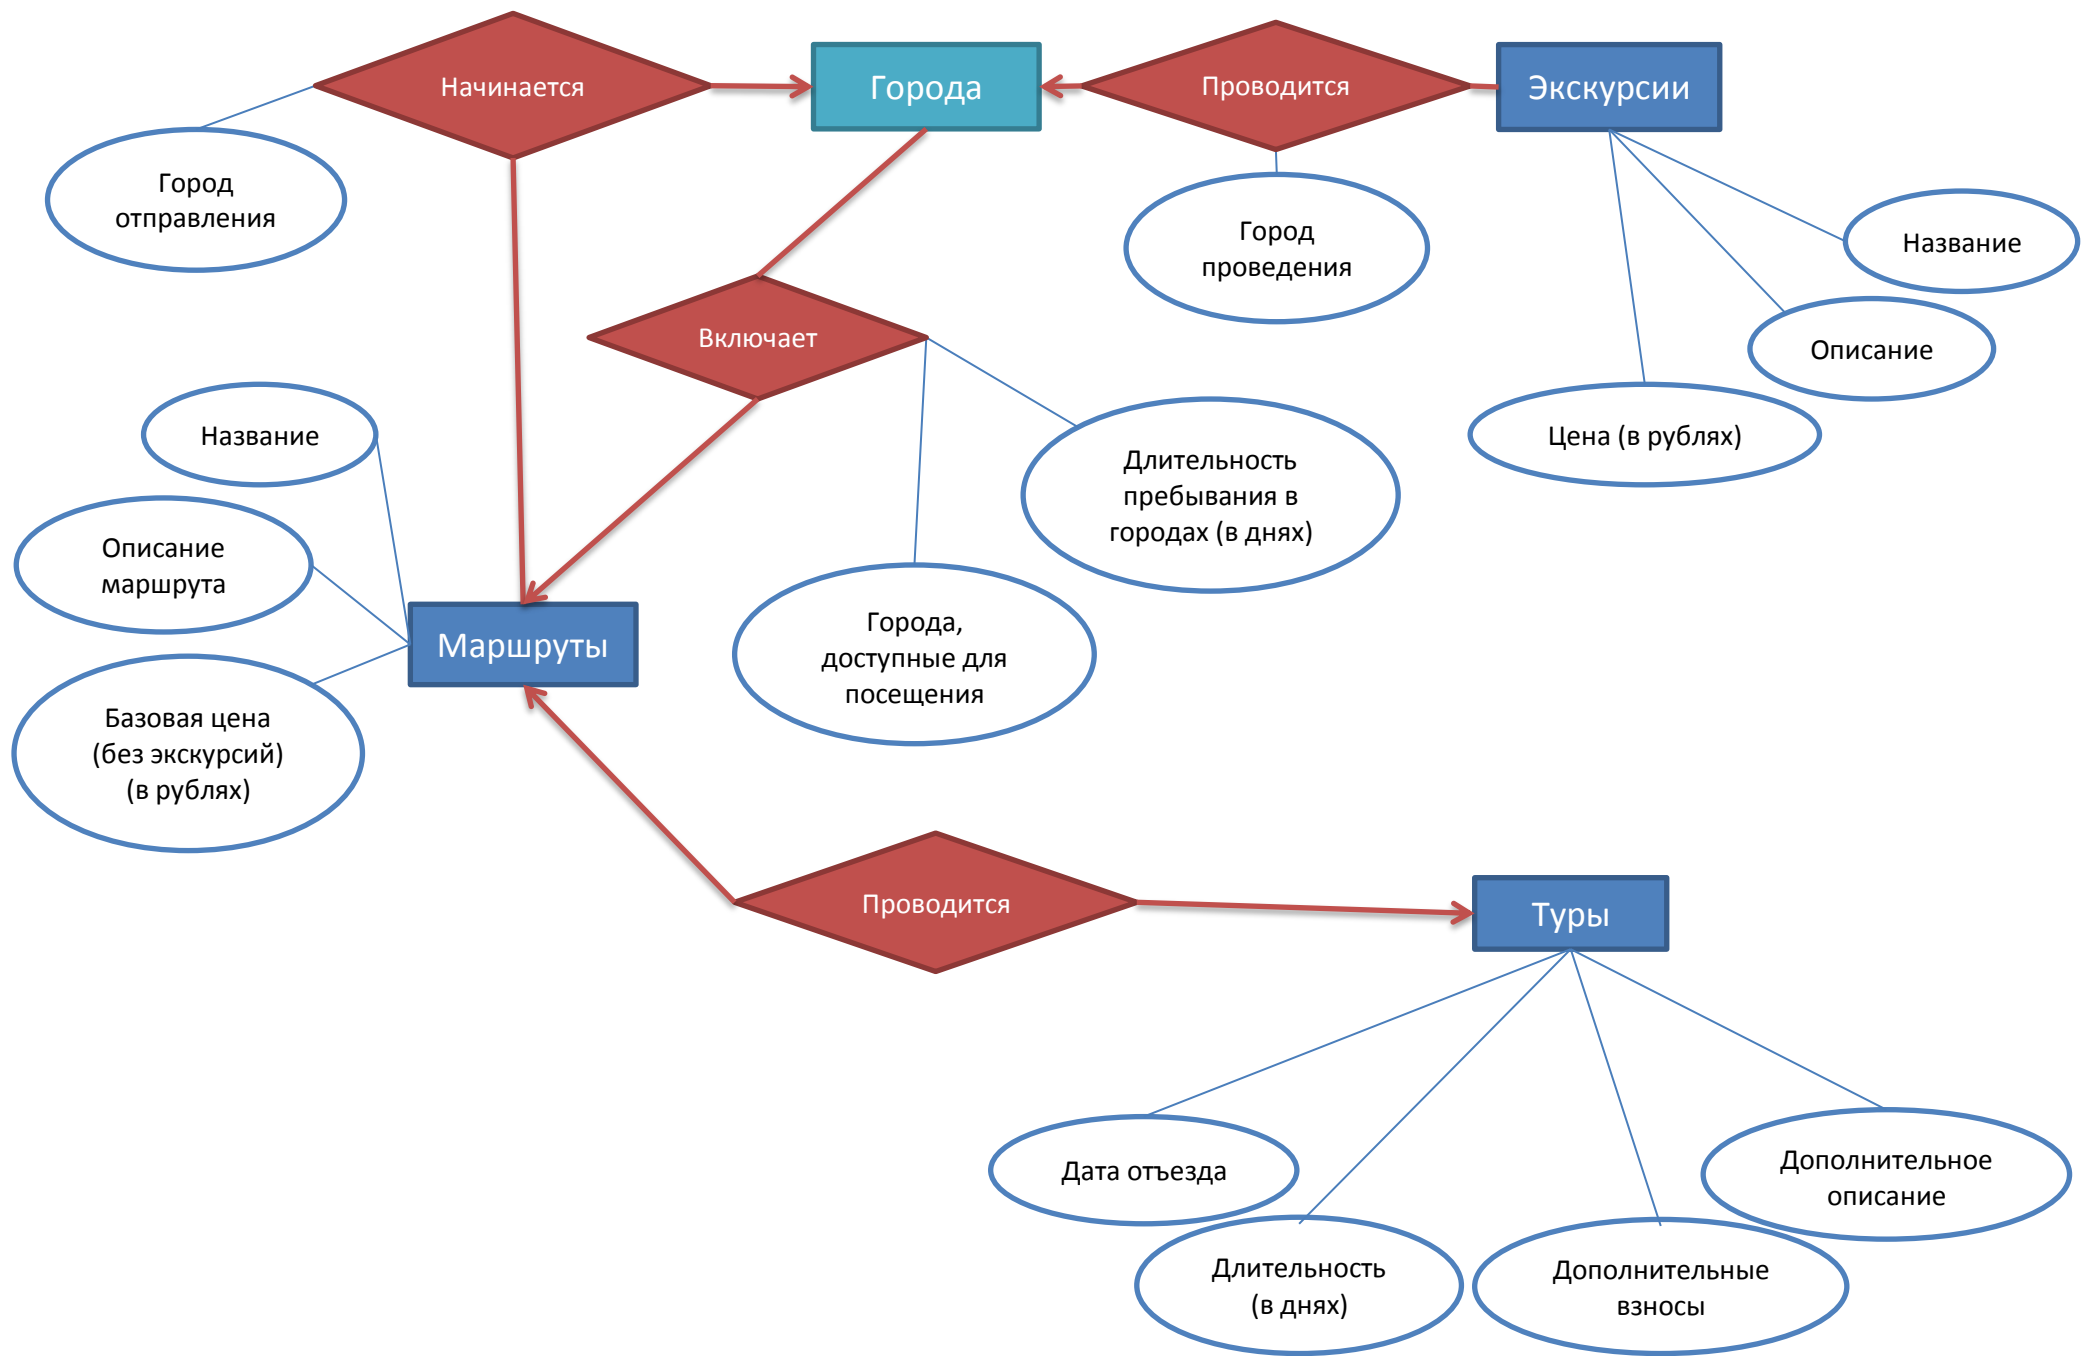 Начинается
Города
Проводится
Экскурсии
Город
отправления
Город
проведения
Название
Включает
Описание
Название
Цена (в рублях)
Длительность
пребывания в
городах (в днях)
Описание
маршрута
Города,
доступные для
посещения
Маршруты
Базовая цена
(без экскурсий)
(в рублях)
Проводится
Туры
Дата отъезда
Дополнительное
описание
Длительность
(в днях)
Дополнительные
взносы